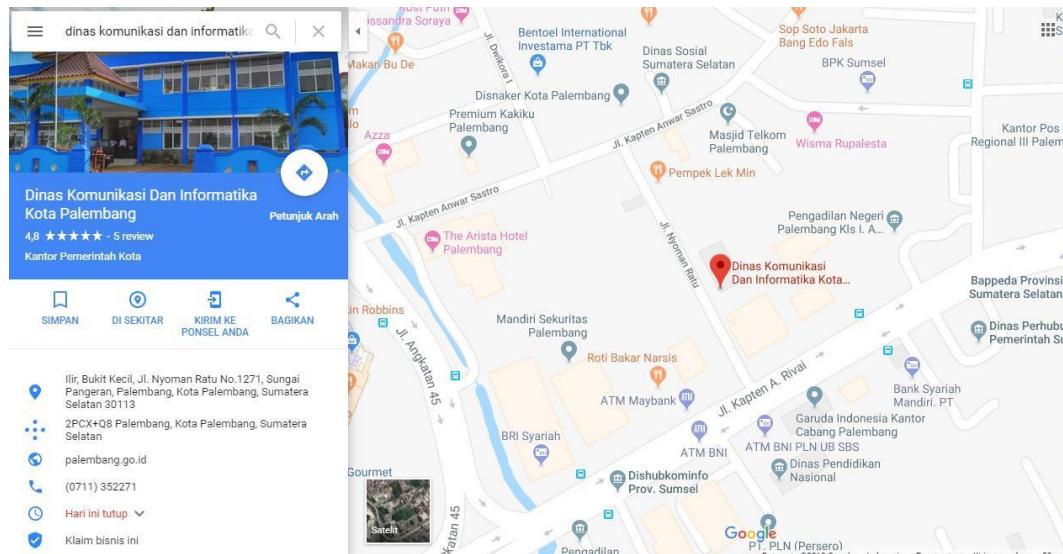 dinas komunikasi dan informatika
Dinas Komunikasi Dan Informatika
Kota Palembang
Petunjuk Arah
4,8 ★★★★★ · 5 review
Kantor Pemerintah Kota
SIMPAN
DI SEKITAR
KIRIM KE
PONSEL ANDA
BAGIKAN
Ilir, Bukit Kecil, Jl. Nyoman Ratu No.1271, Sungai
Pangeran, Palembang, Kota Palembang, Sumatera
Selatan 30113
2PCX+Q8 Palembang, Kota Palembang, Sumatera
Selatan
palembang.go.id
(0711) 352271
Hari ini tutup
Klaim bisnis ini
Soraya
Makan Bu De
Jl. Dwikora I
Bentoel International
Investama PT Tbk
Dinas Sosial
Sumatera Selatan
Sop Soto Jakarta
Bang Edo Fals
BPK Sumsel
Disnaker Kota Palembang
Premium Kakiku
Palembang
Azza
Jl. Kapten Anwar Sastro
Masjid Telkom
Palembang
Wisma Rupalesta
Kantor Pos
Regional III Palem
Pempek Lek Min
Jl. Kapten Anwar Sastro
The Arista Hotel
Palembang
Jl. Nyoman Ratu
Pengadilan Negeri
Palembang Kls I. A...
Dinas Komunikasi
Dan Informatika Kota...
Bappeda Provinsi
Sumatera Selatan
in Robbins
Jl. Angkatan 45
Mandiri Sekuritas
Palembang
Dinas Perhubu
Pemerintah Su
Roti Bakar Narsis
ATM Maybank
Jl. Kapten A. Rivai
Bank Syariah
Mandiri. PT
Garuda Indonesia Kantor
Cabang Palembang
BRI Syariah
ATM BNI
ATM BNI PLN UB SBS
Dinas Pendidikan
Nasional
Gourmet
Dishubkominfo
Prov. Sumsel
Satelit
katan 45
Google
PT. PLN (Persero)
Pengadilan